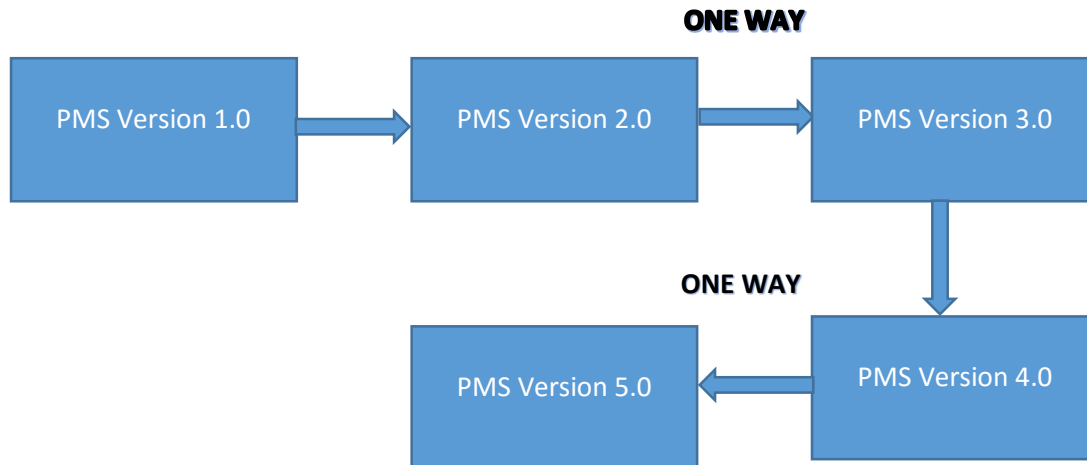 ONE WAY
PMS Version 1.0
PMS Version 2.0
PMS Version 3.0
ONE WAY
PMS Version 5.0
PMS Version 4.0